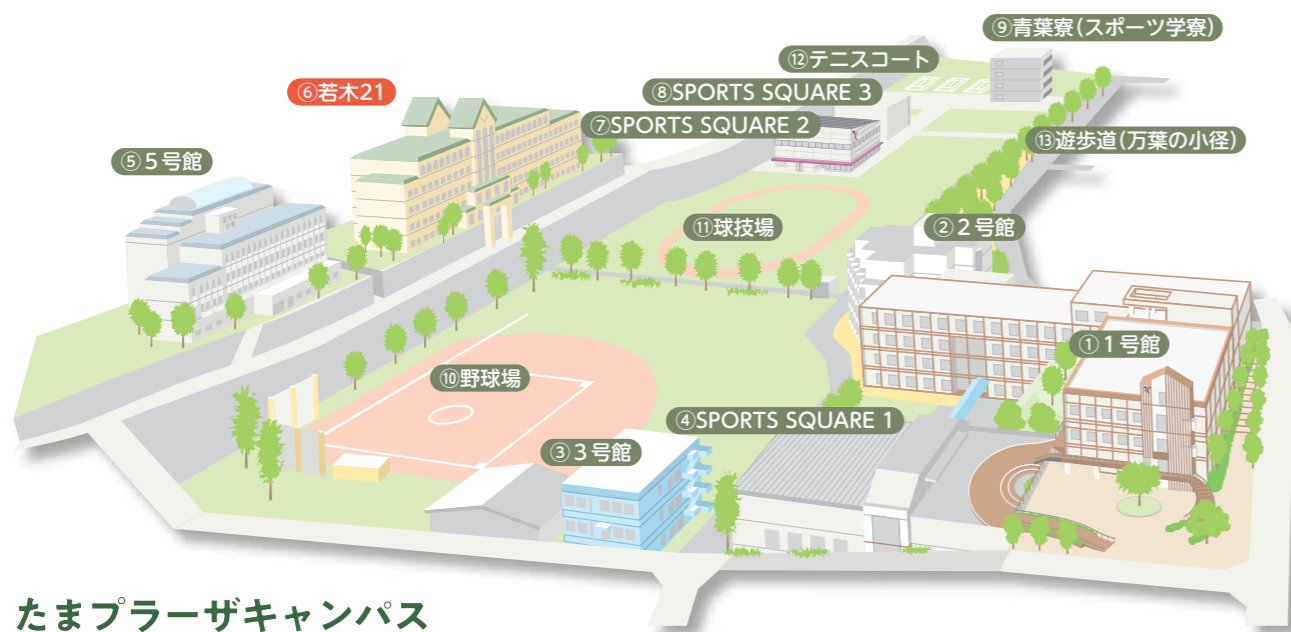 ⑨青葉寮(スポーツ学寮)
⑫テニスコート
⑥若木21
⑧SPORTS SQUARE 3
⑦SPORTS SQUARE 2
⑬遊歩道(万葉の小径)
⑤5号館
⑪球技場
②2号館
①1号館
⑩野球場
④SPORTS SQUARE 1
③3号館
たまプラーザキャンパス